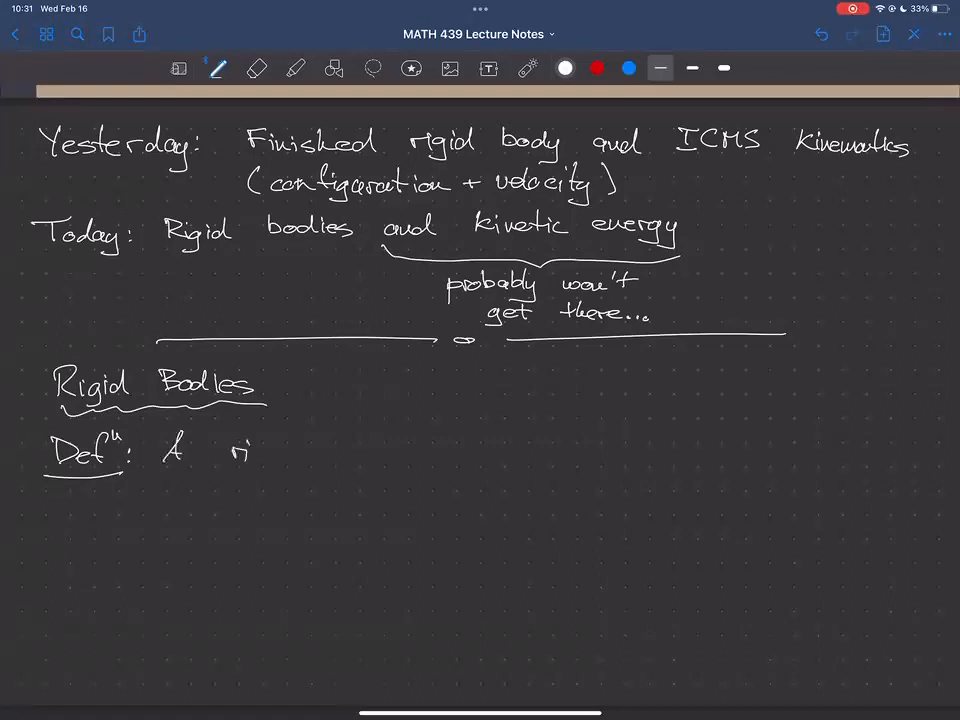 10:31 Wed Feb 16
33%
MATH 439 Lecture Notes
Yesterday: Finished rigid body and ICMS kinematics
(configuration + velocity)
Today: Rigid bodies and kinetic energy
probably won't
get there...
Rigid Bodies
Defⁿ: A ri